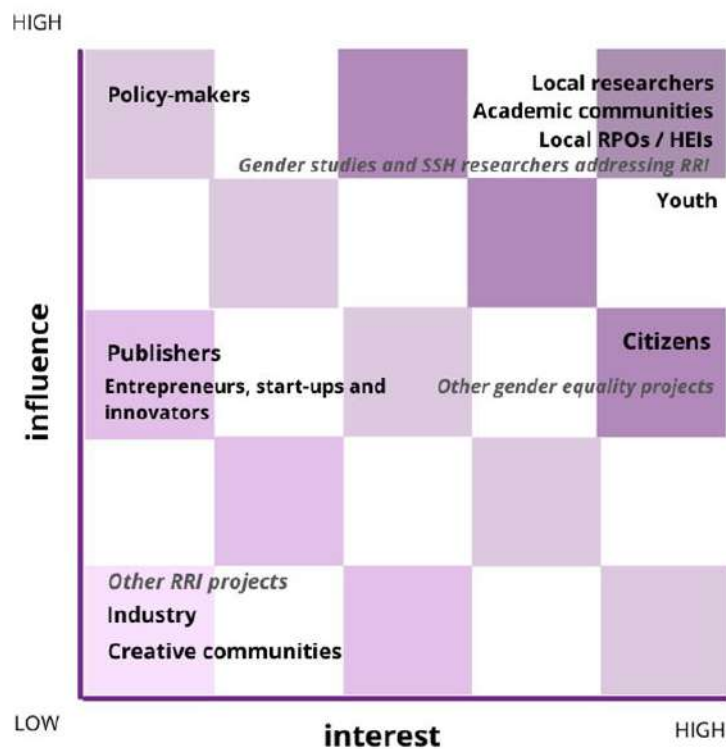 HIGH
Policy-makers
Local researchers
Academic communities
Local RPOs / HEIs
Gender studies and SSH researchers addressing RRI
Youth
influence
Publishers
Citizens
Entrepreneurs, start-ups and
innovators
Other gender equality projects
Other RRI projects
Industry
Creative communities
LOW
interest
HIGH